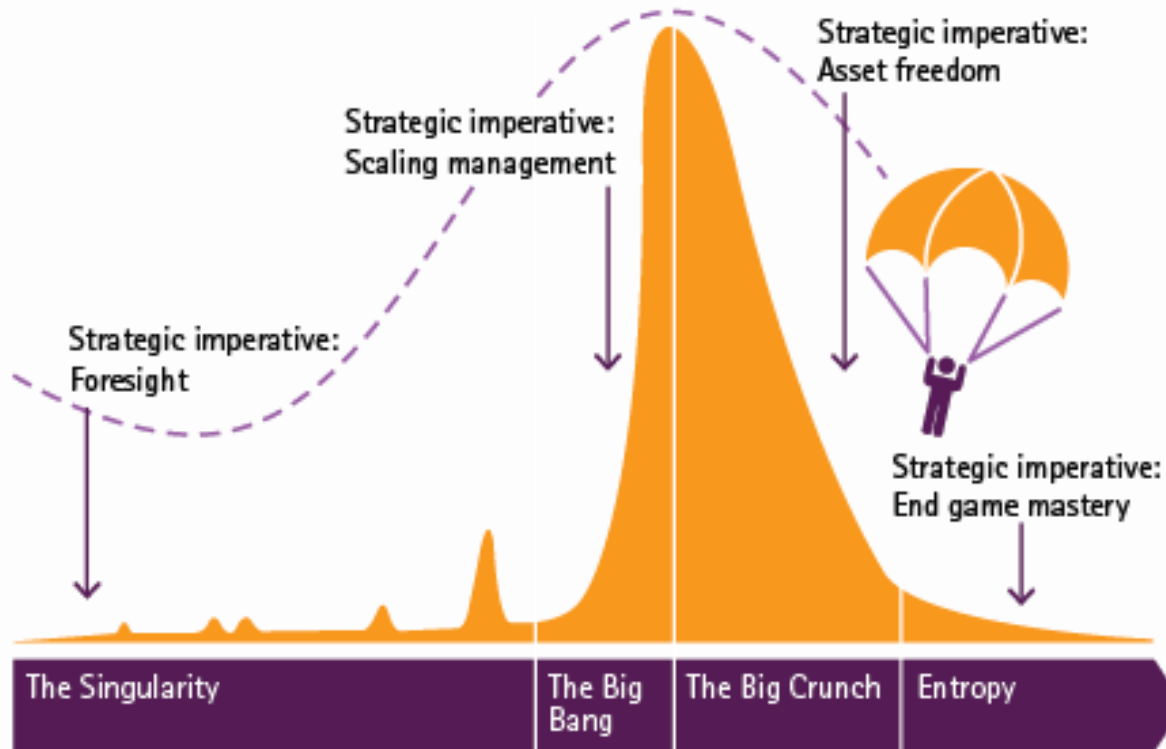 Strategic imperative:
Asset freedom
Strategic imperative:
Scaling management
Strategic imperative:
Foresight
Strategic imperative:
End game mastery
The Singularity
The Big
Bang
The Big Crunch
Entropy